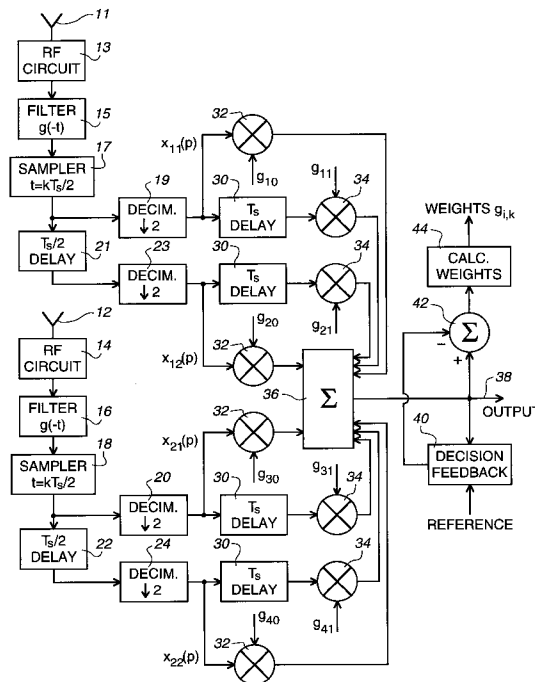 11
RF
CIRCUIT
13
FILTER
g(-t)
15
SAMPLER
t=kTs/2
17
Ts/2
DELAY
21
DECIM.
↓ 2
19
DECIM.
↓ 2
23
x11(p)
32
g10
30
Ts
DELAY
g11
34
30
Ts
DELAY
34
g21
g20
32
x12(p)
12
RF
CIRCUIT
14
FILTER
g(-t)
16
SAMPLER
t=kTs/2
18
Ts/2
DELAY
22
DECIM.
↓ 2
20
DECIM.
↓ 2
24
x21(p)
32
g30
30
Ts
DELAY
g31
34
30
Ts
DELAY
34
g41
g40
32
x22(p)
36
Σ
WEIGHTS gi,k
44
CALC.
WEIGHTS
42
Σ
−
+
38
OUTPUT
40
DECISION
FEEDBACK
REFERENCE